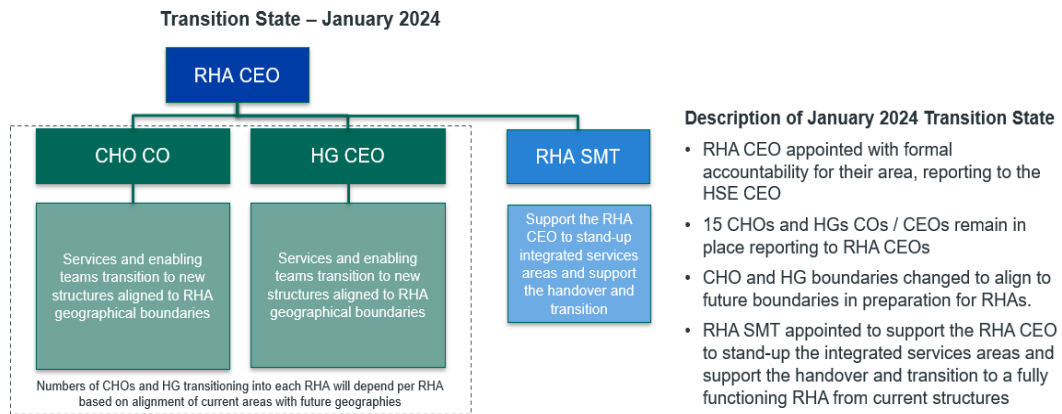 Transition State – January 2024
RHA CEO
CHO CO
HG CEO
RHA SMT
Services and enabling
teams transition to new
structures aligned to RHA
geographical boundaries
Services and enabling
teams transition to new
structures aligned to RHA
geographical boundaries
Support the RHA
CEO to stand-up
integrated services
areas and support
the handover and
transition
Numbers of CHOs and HG transitioning into each RHA will depend per RHA
based on alignment of current areas with future geographies
Description of January 2024 Transition State
• RHA CEO appointed with formal
accountability for their area, reporting to the
HSE CEO
• 15 CHOs and HGs COs / CEOs remain in
place reporting to RHA CEOs
• CHO and HG boundaries changed to align to
future boundaries in preparation for RHAs.
• RHA SMT appointed to support the RHA CEO
to stand-up the integrated services areas and
support the handover and transition to a fully
functioning RHA from current structures